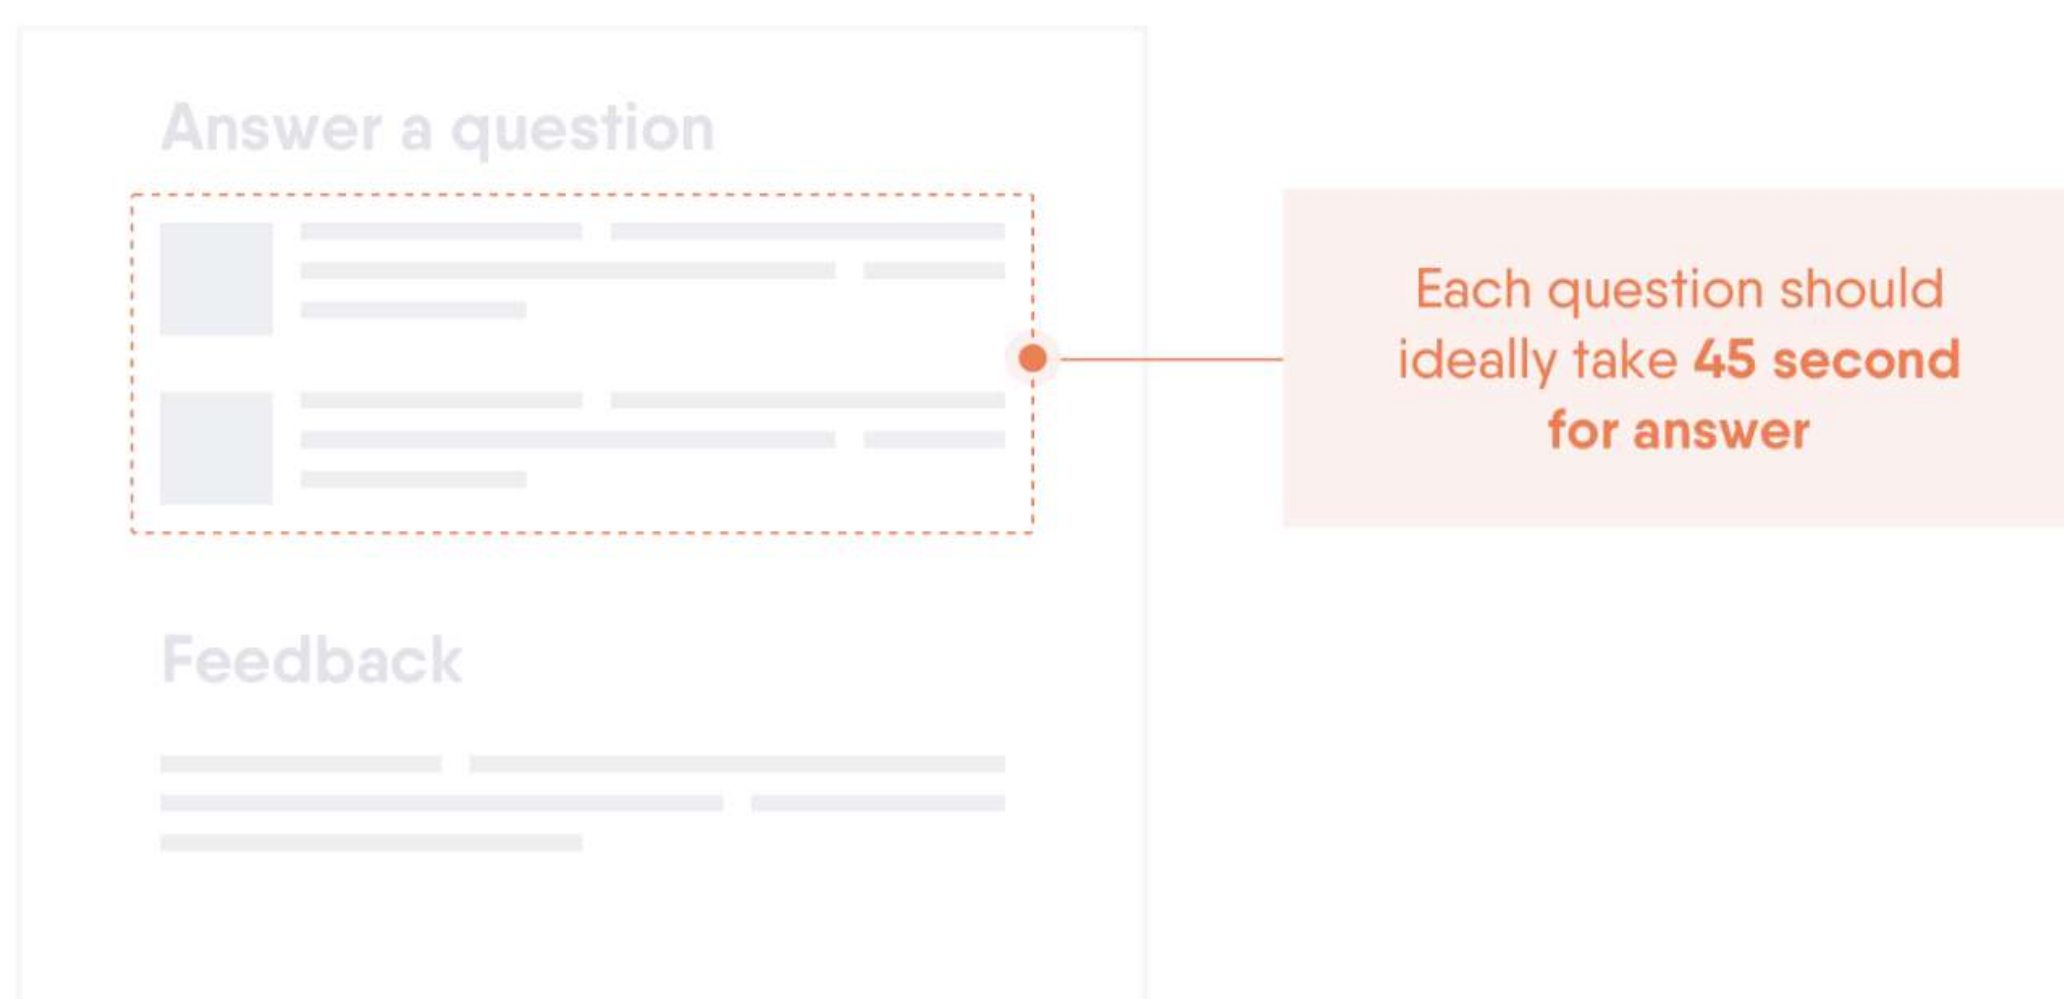 Answer a question
Each question should
ideally take 45 second
for answer
Feedback